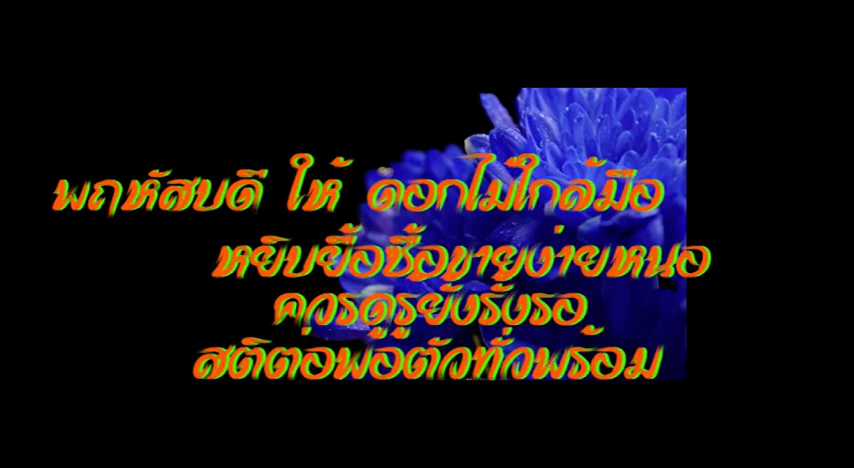 พฤหัสบดี ให้ ดอกไม้ใกล้มือ
หยิบยื้อซื้อขายง่ายหนอ
ควรดูรูยั้งรั้งรอ
สติต่อพ้อตัวทั่วพร้อม